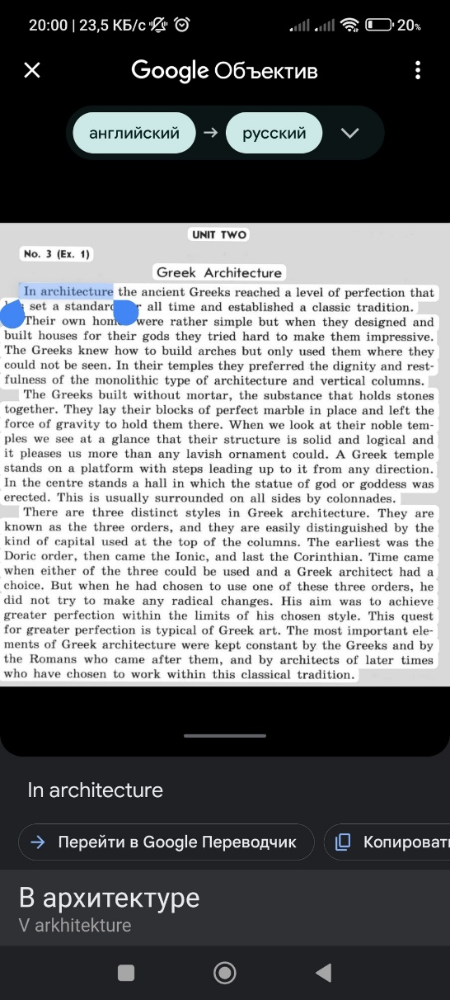 20:00 | 23,5 КБ/с 20%
Google Объектив
английский → русский
UNIT TWO
No. 3 (Ex. 1)
Greek Architecture
In architecture the ancient Greeks reached a level of perfection that
set a standard all time and established a classic tradition.
Their own were rather simple but when they designed and
built houses for their gods they tried hard to make them impressive.
The Greeks knew how to build arches but only used them where they
could not be seen. In their temples they preferred the dignity and rest-
fulness of the monolithic type of architecture and vertical columns.
The Greeks built without mortar, the substance that holds stones
together. They lay their blocks of perfect marble in place and left the
force of gravity to hold them there. When we look at their noble tem-
ples we see at a glance that their structure is solid and logical and
it pleases us more than any lavish ornament could. A Greek temple
stands on a platform with steps leading up to it from any direction.
In the centre stands a hall in which the statue of god or goddess was
erected. This is usually surrounded on all sides by colonnades.
There are three distinct styles in Greek architecture. They are
known as the three orders, and they are easily distinguished by the
kind of capital used at the top of the columns. The earliest was the
Doric order, then came the Ionic, and last the Corinthian. Time came
when either of the three could be used and a Greek architect had a
choice. But when he had chosen to use one of these three orders, he
did not try to make any radical changes. His aim was to achieve
greater perfection within the limits of his chosen style. This quest
for greater perfection is typical of Greek art. The most important ele-
ments of Greek architecture were kept constant by the Greeks and by
the Romans who came after them, and by architects of later times
who have chosen to work within this classical tradition.
In architecture
Перейти в Google Переводчик Копировать
В архитектуре
V arkhitekture